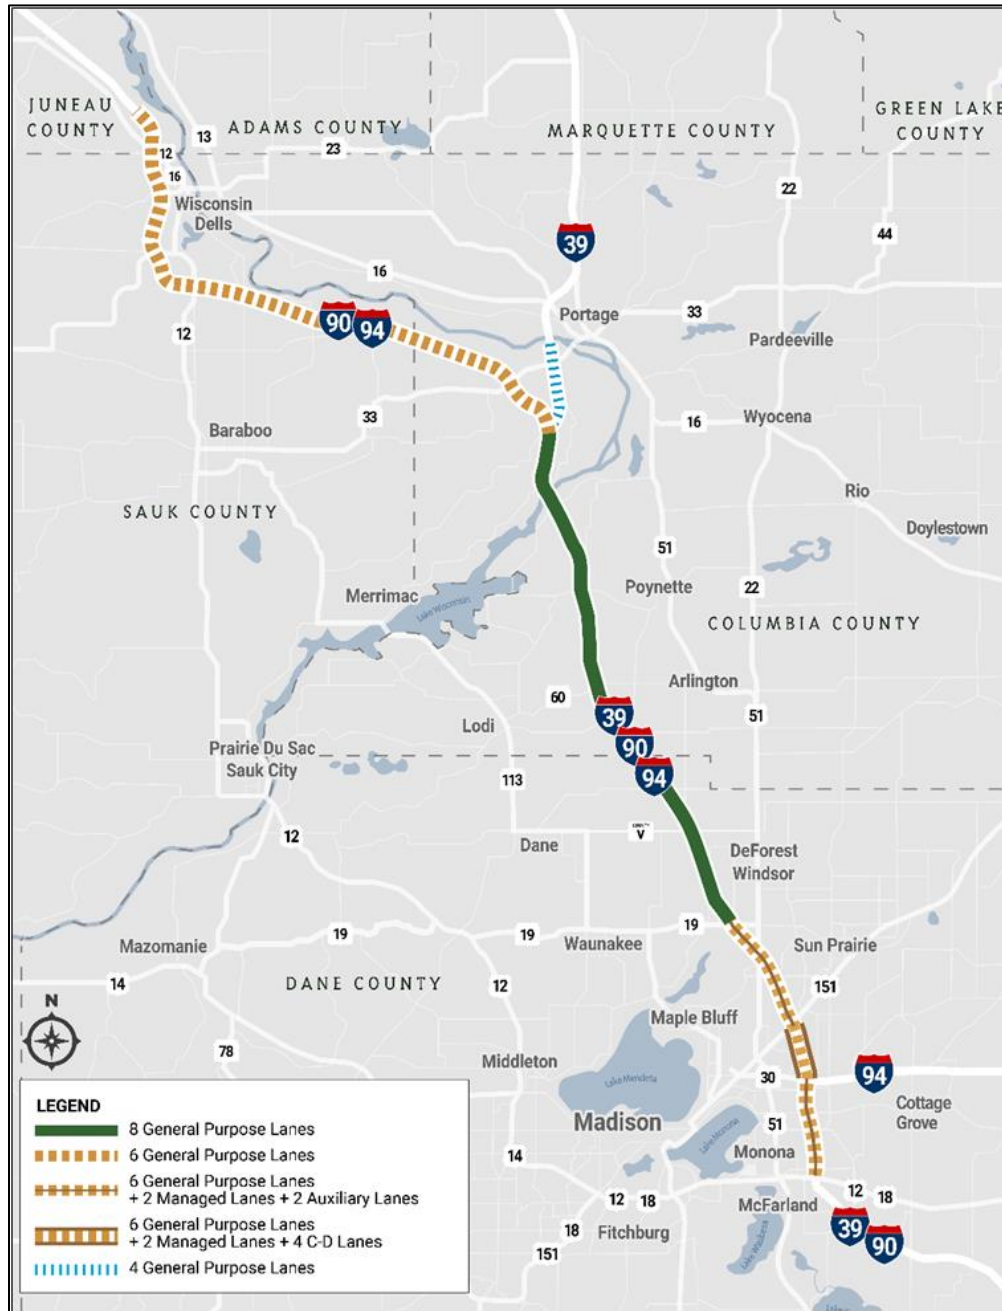 JUNEAU
COUNTY
ADAMS COUNTY
MARQUETTE COUNTY
GREEN LAKE
COUNTY
13
23
12
16
22
Wisconsin
Dells
39
44
16
Portage
33
90
94
12
Pardeeville
33
16
Wyocena
Baraboo
Rio
SAUK COUNTY
Doylestown
51
Poynette
22
Merrimac
Lake Wisconsin
COLUMBIA COUNTY
Arlington
60
39
51
Lodi
90
Prairie Du Sac
Sauk City
94
113
V
12
Dane
DeForest
Windsor
19
19
19
Mazomanie
Waunakee
Sun Prairie
14
DANE COUNTY
12
151
N
Maple Bluff
78
Middleton
Lake Mendota
30
94
Cottage
Grove
Madison
51
Lake Monona
Monona
14
12
18
McFarland
12
18
18
Fitchburg
39
90
151
Lake Waubesa
LEGEND
8 General Purpose Lanes
6 General Purpose Lanes
6 General Purpose Lanes
+ 2 Managed Lanes + 2 Auxiliary Lanes
6 General Purpose Lanes
+ 2 Managed Lanes + 4 C-D Lanes
4 General Purpose Lanes